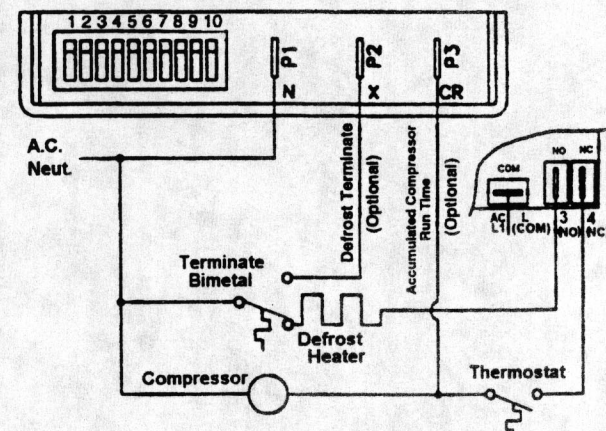 1 2 3 4 5 6 7 8 9 10
P1
P2
P3
N
X
CR
A.C.
Neut.
Defrost Terminate
(Optional)
Accumulated Compressor
Run Time
(Optional)
NO
NC
COM
AC
L
3
4
L1
(COM)
(NO)
(NC
Terminate
Bimetal
Defrost
Heater
Compressor
Thermostat